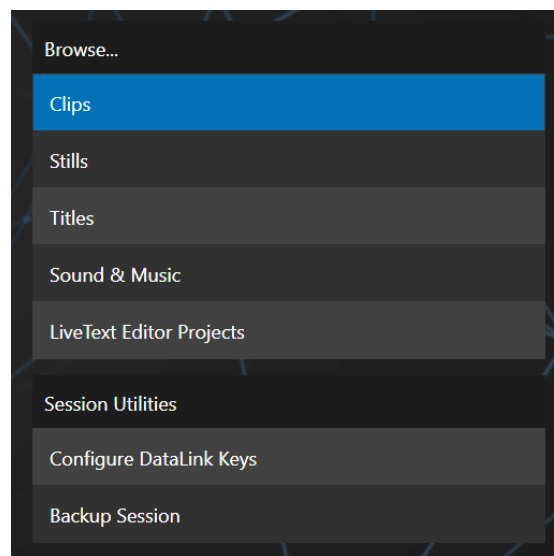 Browse...
Clips
Stills
Titles
Sound & Music
LiveText Editor Projects
Session Utilities
Configure DataLink Keys
Backup Session